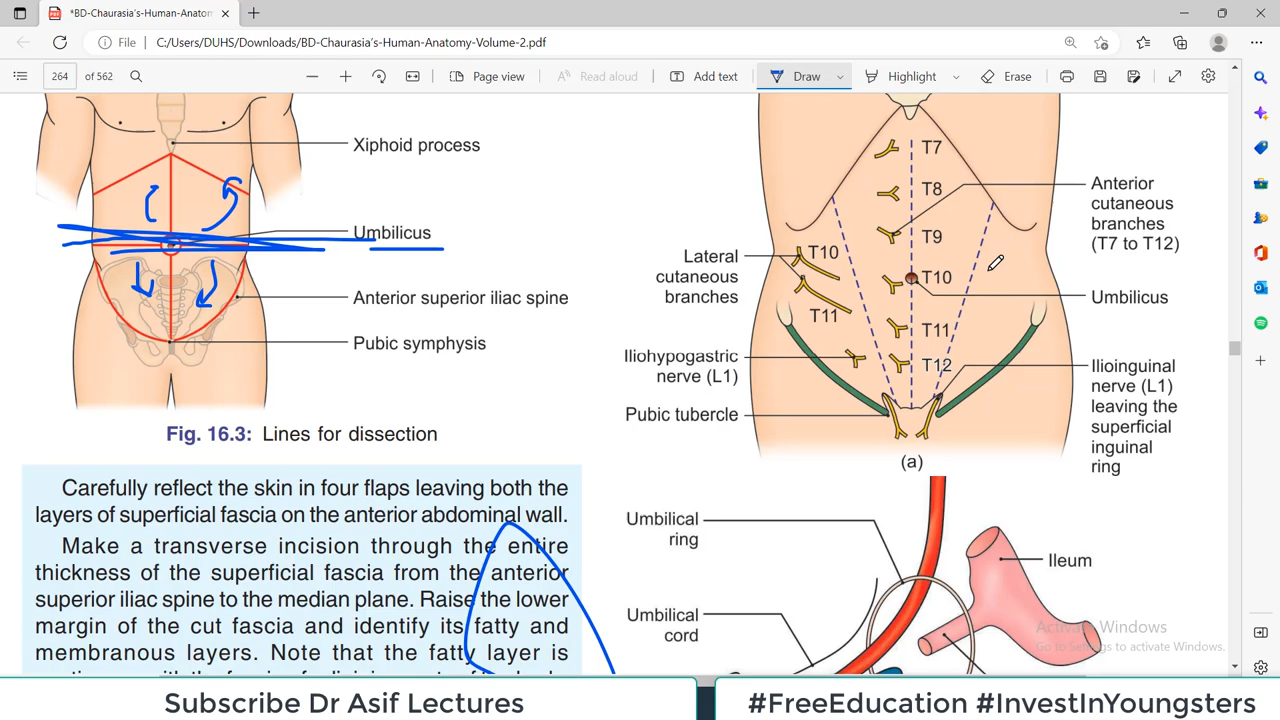 *BD-Chaurasia's-Human-Anatom
File
C:/Users/DUHS/Downloads/BD-Chaurasia's-Human-Anatomy-Volume-2.pdf
264
of 562
Page view
Read aloud
Add text
Draw
Highlight
Erase
Xiphoid process
Umbilicus
Anterior superior iliac spine
Pubic symphysis
Fig. 16.3: Lines for dissection
Carefully reflect the skin in four flaps leaving both the
layers of superficial fascia on the anterior abdominal wall.
Make a transverse incision through the entire
thickness of the superficial fascia from the anterior
superior iliac spine to the median plane. Raise the lower
margin of the cut fascia and identify its fatty and
membranous layers. Note that the fatty layer is
T7
T8
T9
T10
T11
T12
T10
T11
Lateral
cutaneous
branches
Iliohypogastric
nerve (L1)
Pubic tubercle
Anterior
cutaneous
branches
(T7 to T12)
Umbilicus
Ilioinguinal
nerve (L1)
leaving the
superficial
inguinal
ring
(a)
Umbilical
ring
Umbilical
cord
Ileum
Activate Windows
Go to Settings to activate Windows.
Subscribe Dr Asif Lectures
#FreeEducation #InvestInYoungsters